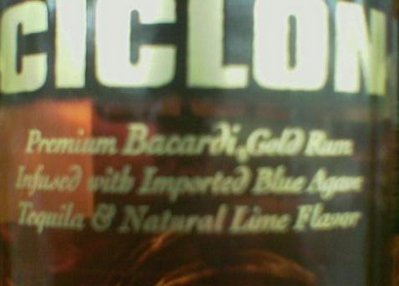 CICLON
Premium Bacardi Gold Rum
Infused with Imported Blue Agave
Tequila & Natural Lime Flavor